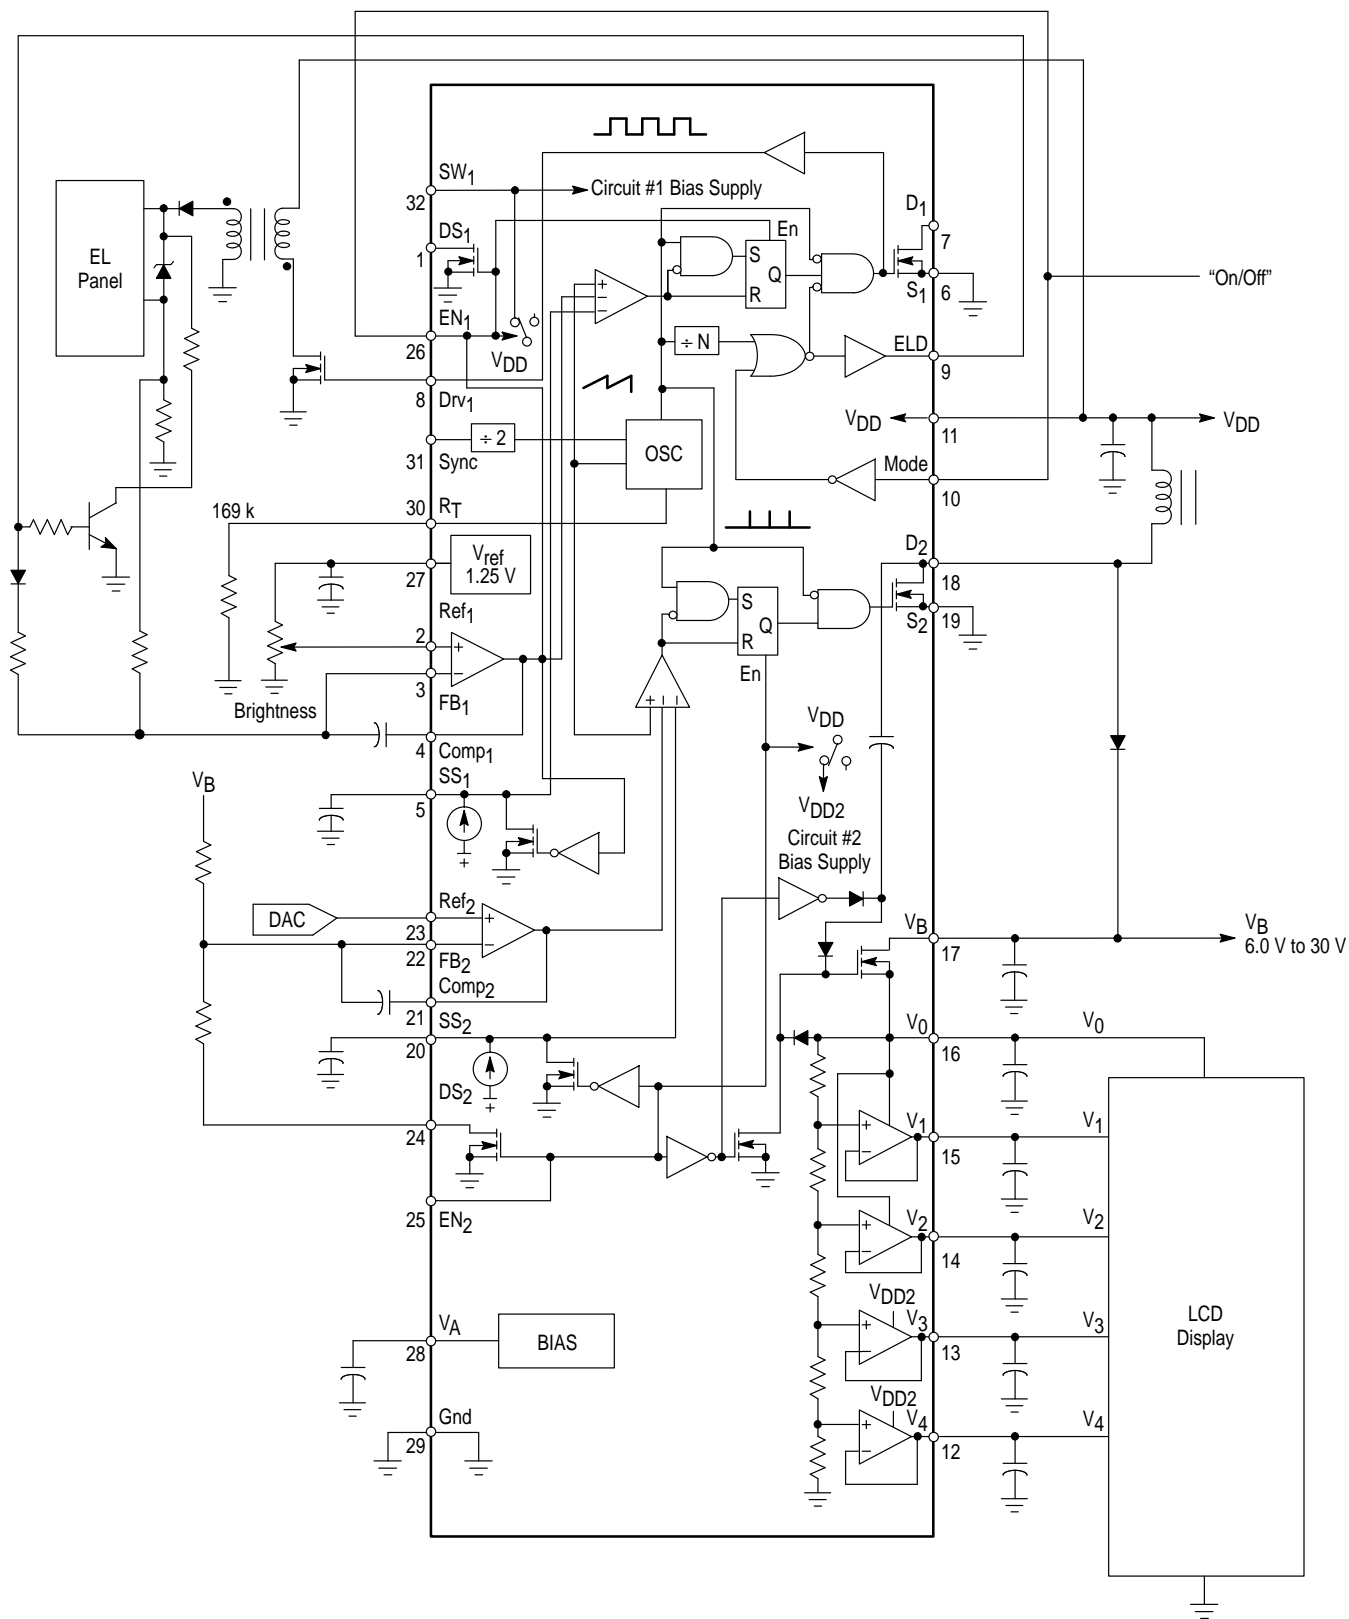 SW1
32
Circuit #1 Bias Supply
D1
7
EL
Panel
DS1
1
En
S
Q
R
S1
6
“On/Off”
EN1
26
VDD
÷ N
ELD
9
8
Drv1
VDD
11
VDD
÷ 2
31
Sync
OSC
Mode
10
169 k
30
RT
Vref
1.25 V
27
D2
18
Ref1
2
S
Q
R
S2
19
En
3
FB1
Brightness
4
Comp1
VDD
VDD2
Circuit #2
Bias Supply
VB
SS1
5
+
DAC
Ref2
23
22
FB2
Comp2
21
VB
17
VB
6.0 V to 30 V
SS2
20
V0
16
V0
DS2
+
24
V1
15
V1
25
EN2
V2
14
V2
VA
28
BIAS
VDD2
V3
13
V3
LCD
Display
VDD2
V4
12
V4
Gnd
29